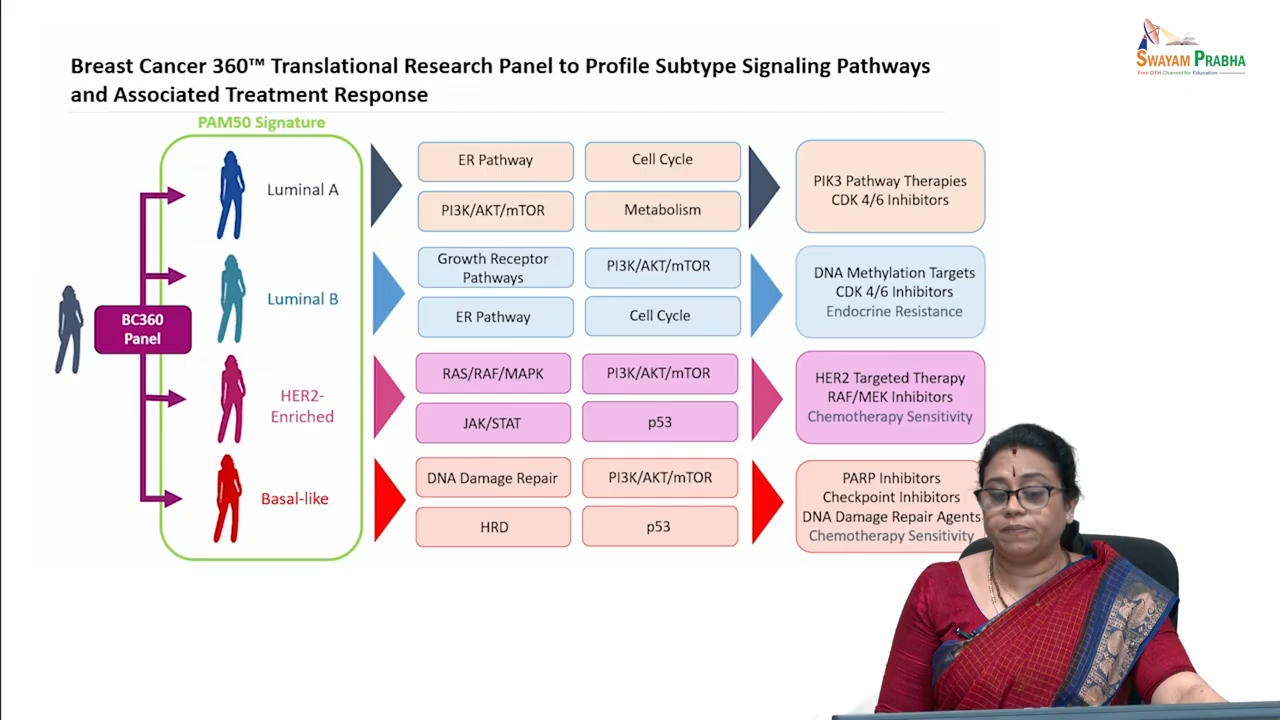 SWAYAM PRABHA
Free DTH Channel for Education
Breast Cancer 360™ Translational Research Panel to Profile Subtype Signaling Pathways
and Associated Treatment Response
PAM50 Signature
BC360
Panel
Luminal A
ER Pathway
Cell Cycle
PI3K/AKT/mTOR
Metabolism
PIK3 Pathway Therapies
CDK 4/6 Inhibitors
Luminal B
Growth Receptor
Pathways
PI3K/AKT/mTOR
ER Pathway
Cell Cycle
DNA Methylation Targets
CDK 4/6 Inhibitors
Endocrine Resistance
HER2-
Enriched
RAS/RAF/MAPK
PI3K/AKT/mTOR
JAK/STAT
p53
HER2 Targeted Therapy
RAF/MEK Inhibitors
Chemotherapy Sensitivity
Basal-like
DNA Damage Repair
PI3K/AKT/mTOR
HRD
p53
PARP Inhibitors
Checkpoint Inhibitors
DNA Damage Repair Agents
Chemotherapy Sensitivity